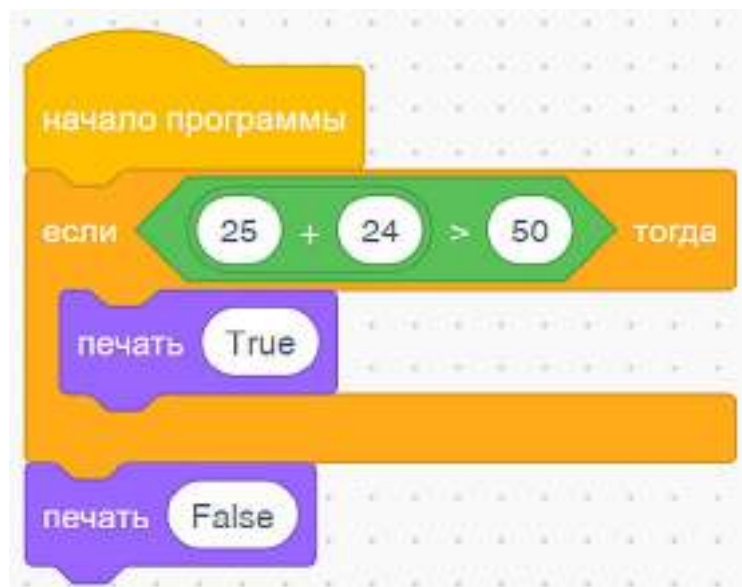 начало программы
если 25 + 24 > 50 тогда
печать True
печать False